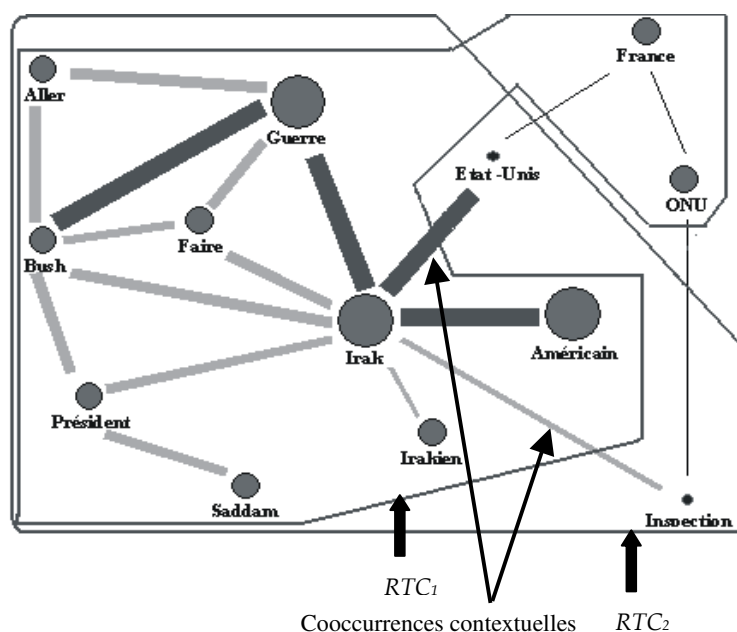 France
Aller
Guerre
Etat -Unis
ONU
Faire
Bush
Irak
Américain
Président
Irakien
Saddam
Inspection
RTC1
Cooccurrences contextuelles
RTC2